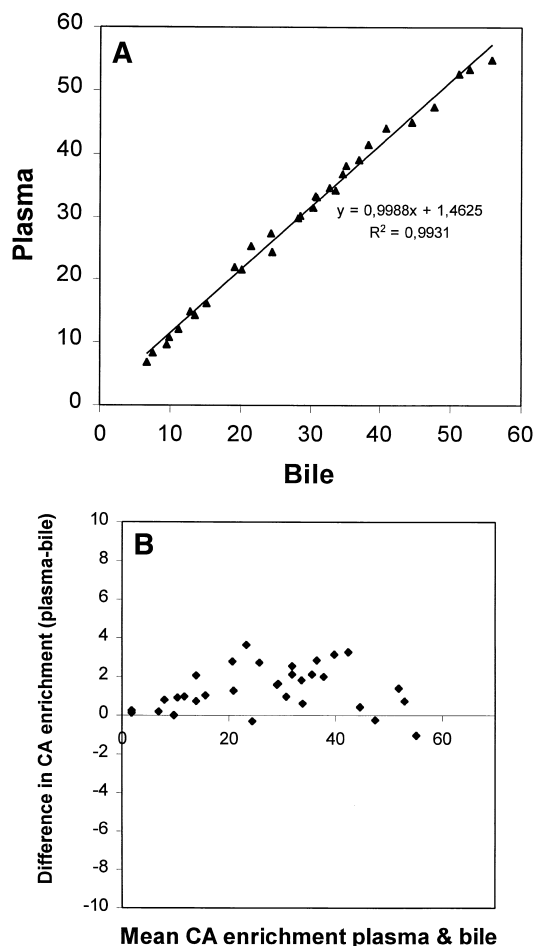 60
A
50
40
30
20
10
0
Plasma
y = 0,9988x + 1,4625
R² = 0,9931
0 10 20 30 40 50 60
Bile
10
B
8
6
4
2
0
-2
-4
-6
-8
-10
0 20 40 60
Difference in CA enrichment (plasma-bile)
Mean CA enrichment plasma & bile